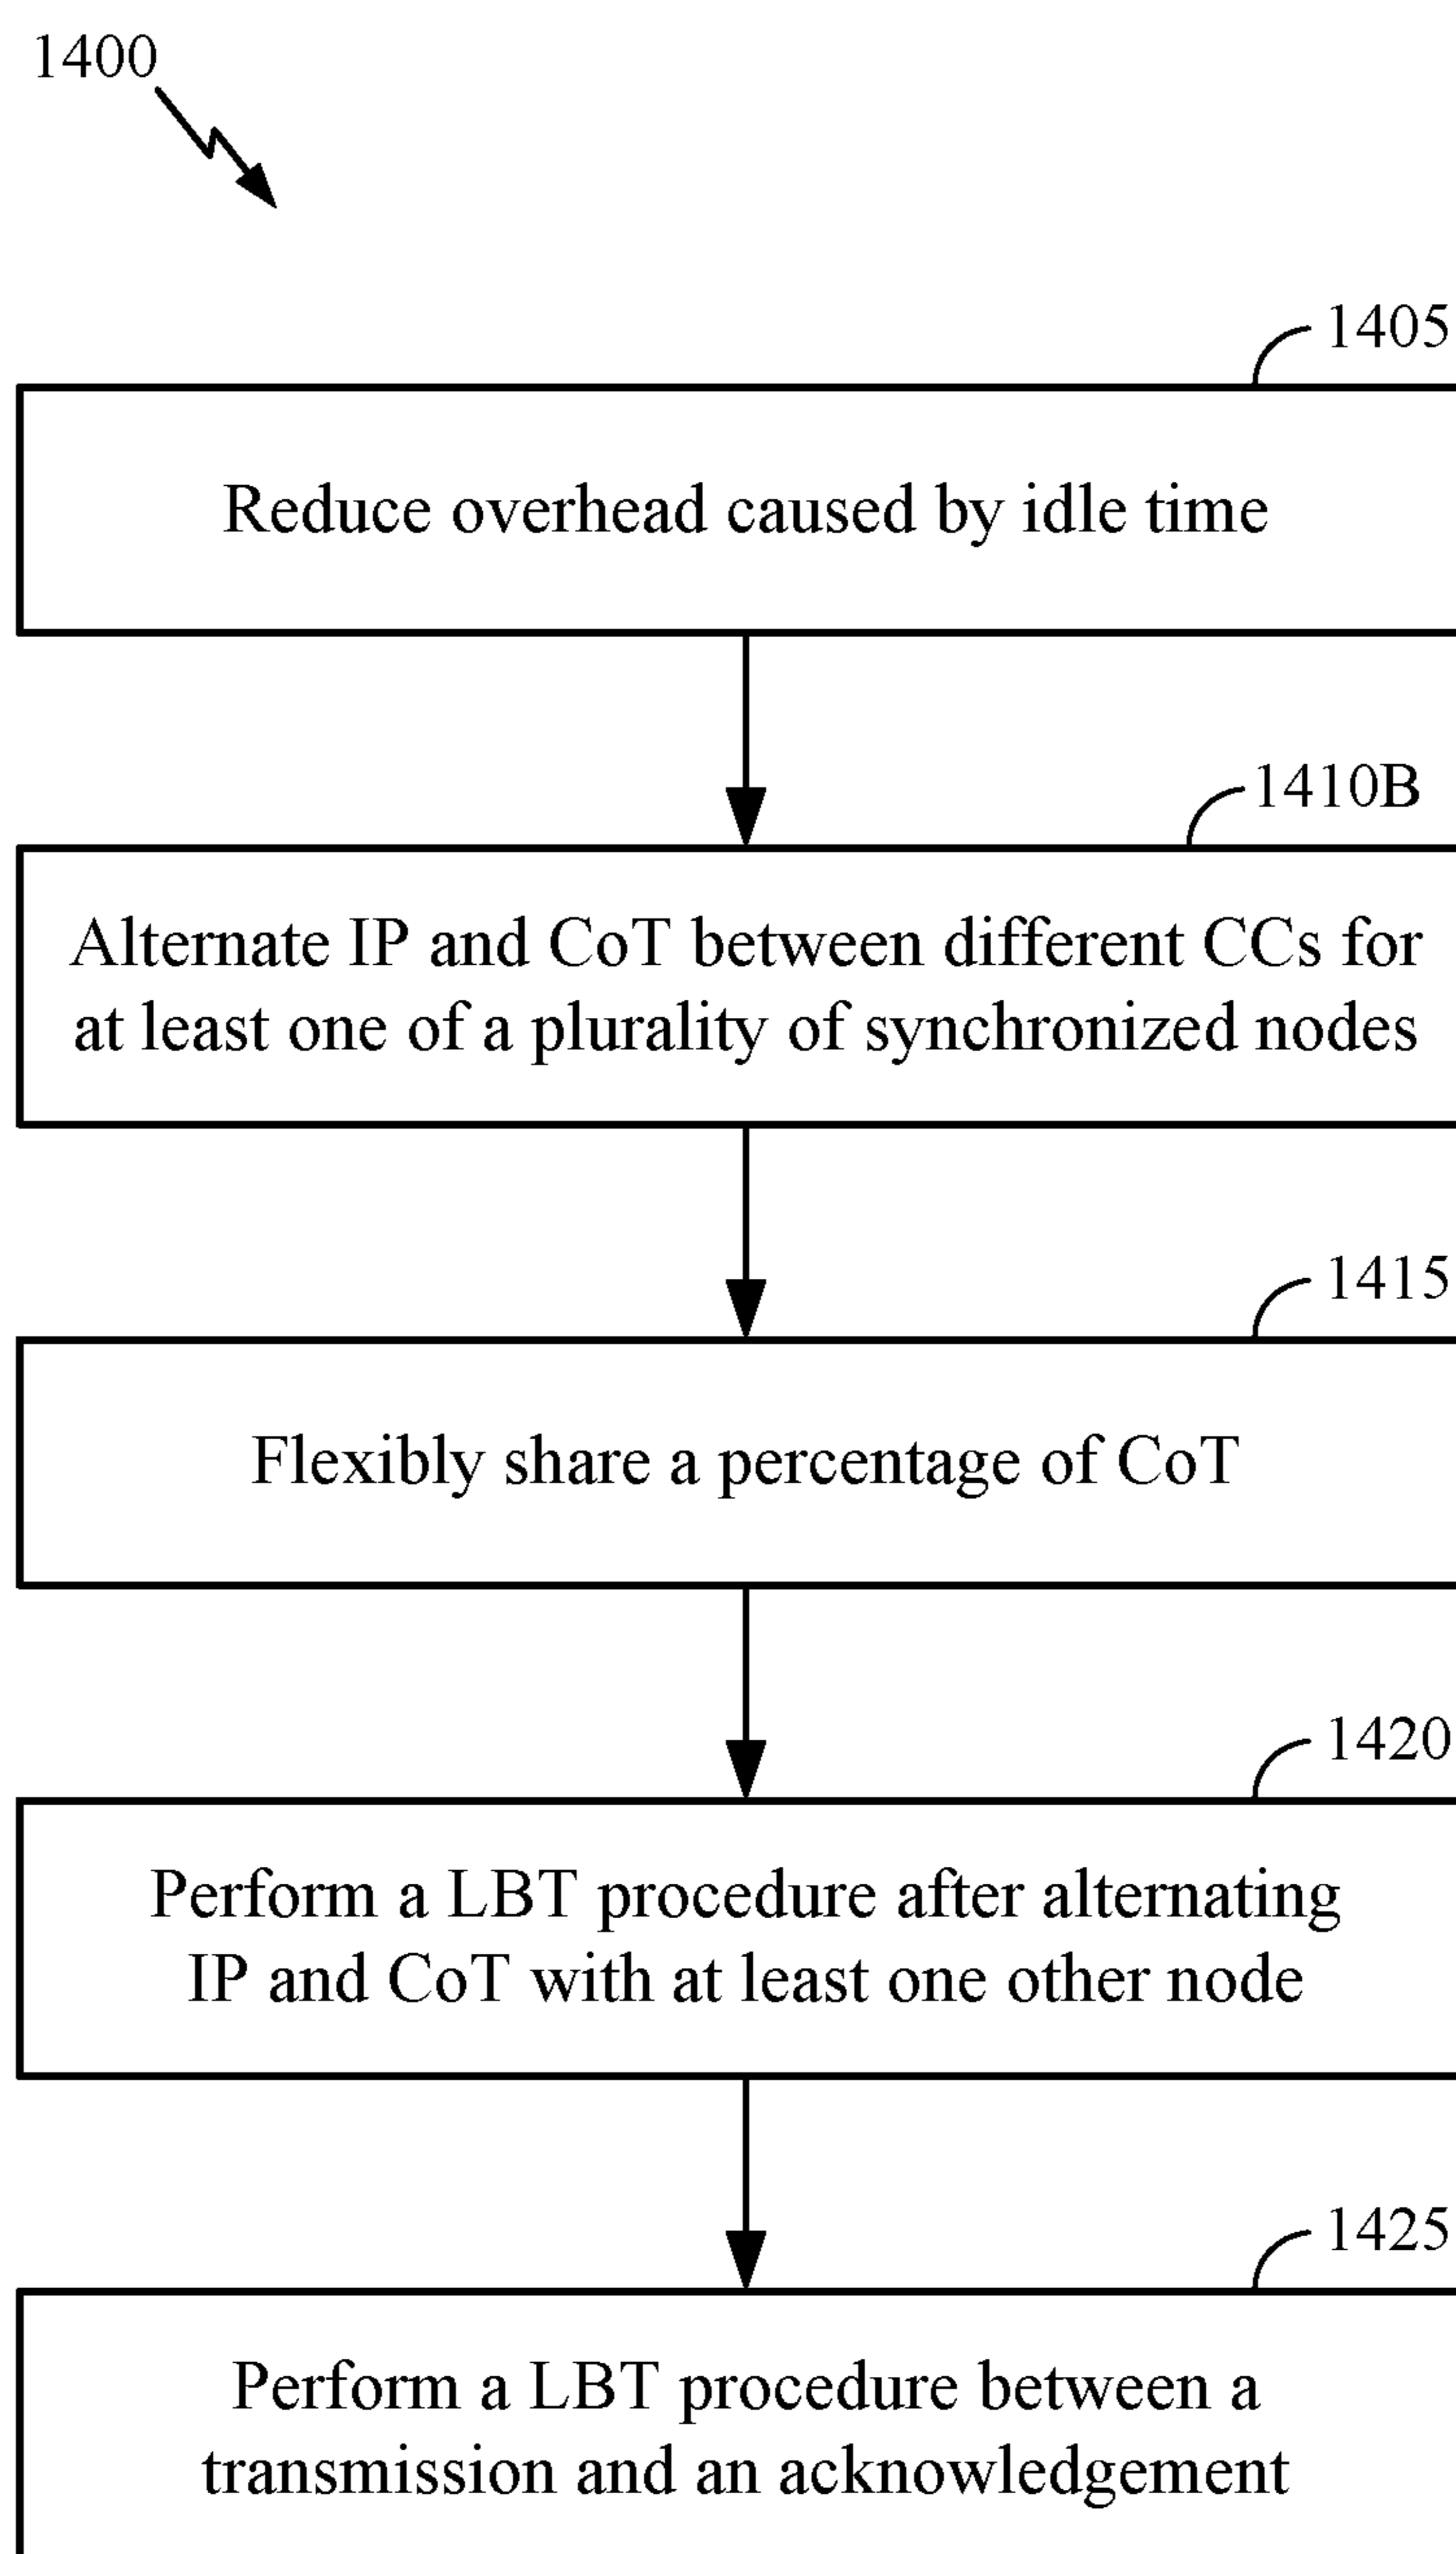 1400
1405
Reduce overhead caused by idle time
1410B
Alternate IP and CoT between different CCs for
at least one of a plurality of synchronized nodes
1415
Flexibly share a percentage of CoT
1420
Perform a LBT procedure after alternating
IP and CoT with at least one other node
1425
Perform a LBT procedure between a
transmission and an acknowledgement